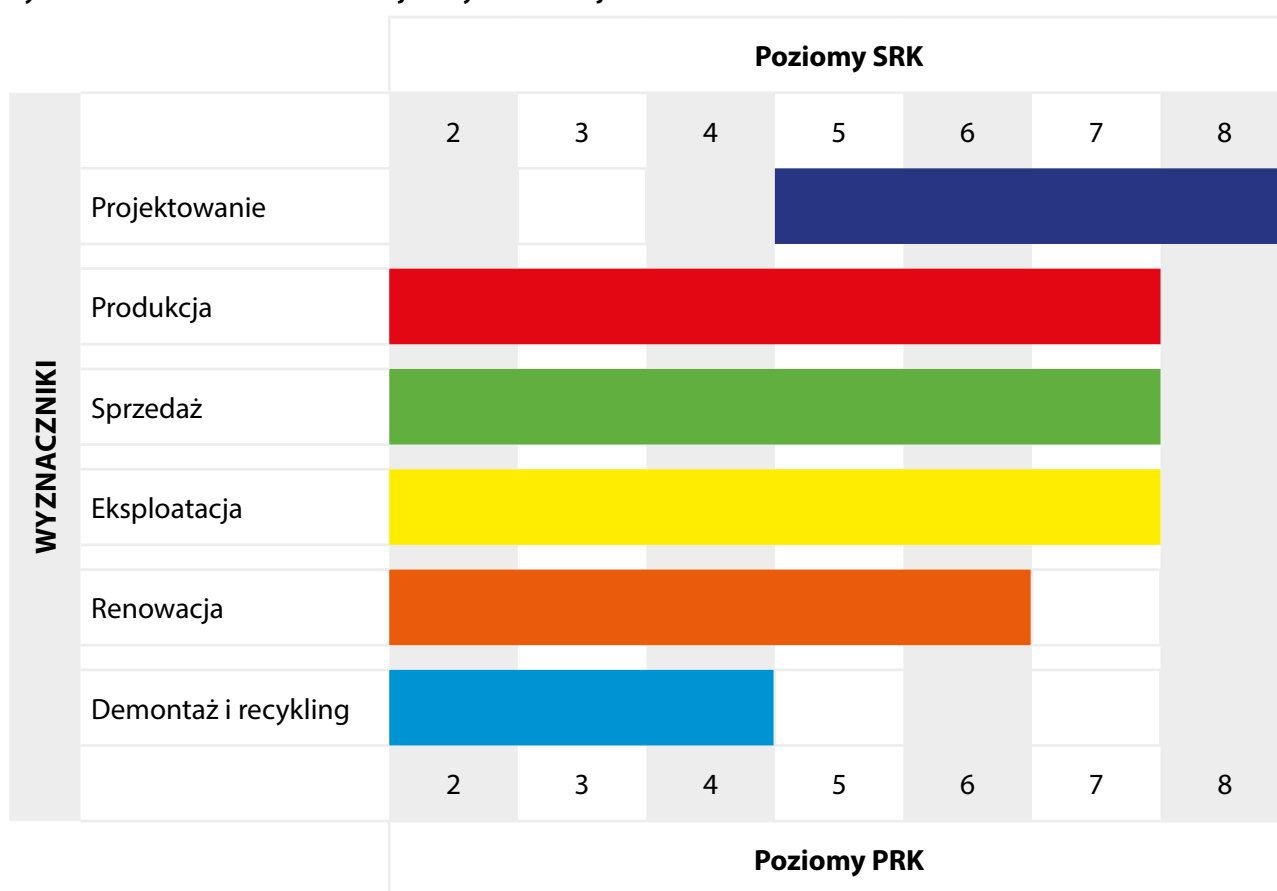 Poziomy SRK
2 3 4 5 6 7 8
Projektowanie
Produkcja
Sprzedaż
WYZNACZNIKI
Eksploatacja
Renowacja
Demontaż i recykling
2 3 4 5 6 7 8
Poziomy PRK